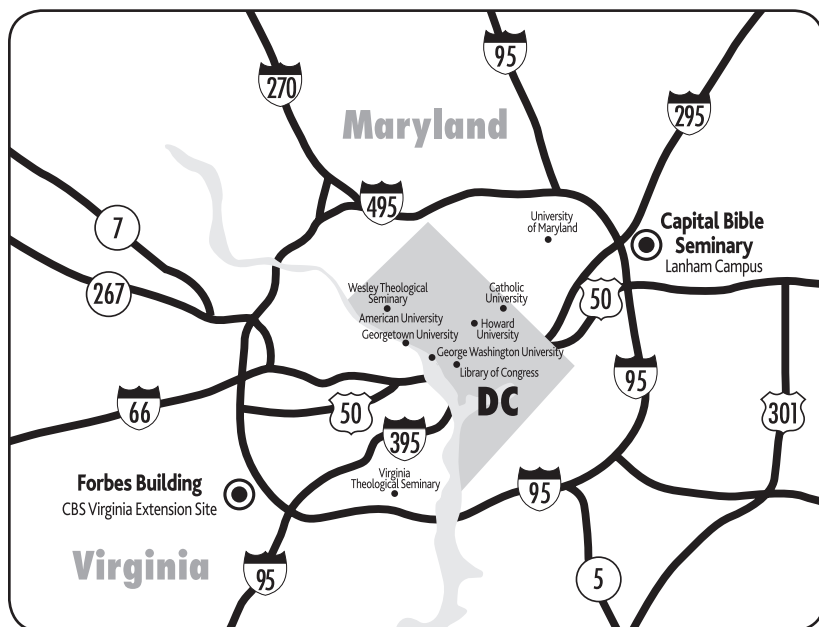 95
270
295
Maryland
495
University
of Maryland
Capital Bible
Seminary
Lanham Campus
7
267
Wesley Theological
Seminary
Catholic
University
50
American University
Howard
University
Georgetown University
George Washington University
Library of Congress
95
DC
66
50
301
395
Virginia
Theological Seminary
Forbes Building
CBS Virginia Extension Site
95
Virginia
95
5